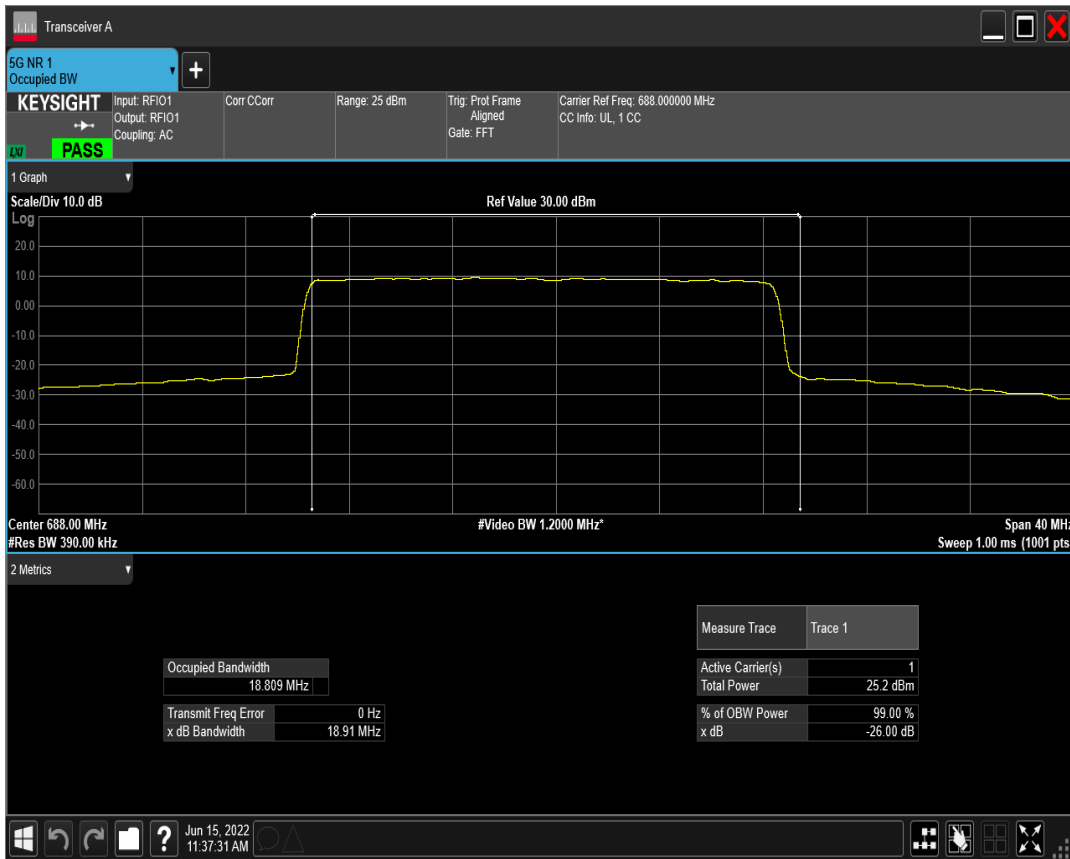 Transceiver A
5G NR 1
Occupied BW
KEYSIGHT
LXI
PASS
Input: RFIO1
Output: RFIO1
Coupling: AC
Corr CCorr
Range: 25 dBm
Trig: Prot Frame
Aligned
Gate: FFT
Carrier Ref Freq: 688.000000 MHz
CC Info: UL, 1 CC
1 Graph
Scale/Div 10.0 dB
Ref Value 30.00 dBm
Log
20.0
10.0
0.00
-10.0
-20.0
-30.0
-40.0
-50.0
-60.0
Center 688.00 MHz
#Video BW 1.2000 MHz*
Span 40 MHz
#Res BW 390.00 kHz
Sweep 1.00 ms (1001 pts
2 Metrics
Measure Trace Trace 1
Occupied Bandwidth
18.809 MHz
Active Carrier(s) 1
Total Power 25.2 dBm
Transmit Freq Error 0 Hz
x dB Bandwidth 18.91 MHz
% of OBW Power 99.00 %
x dB -26.00 dB
?
Jun 15, 2022
11:37:31 AM